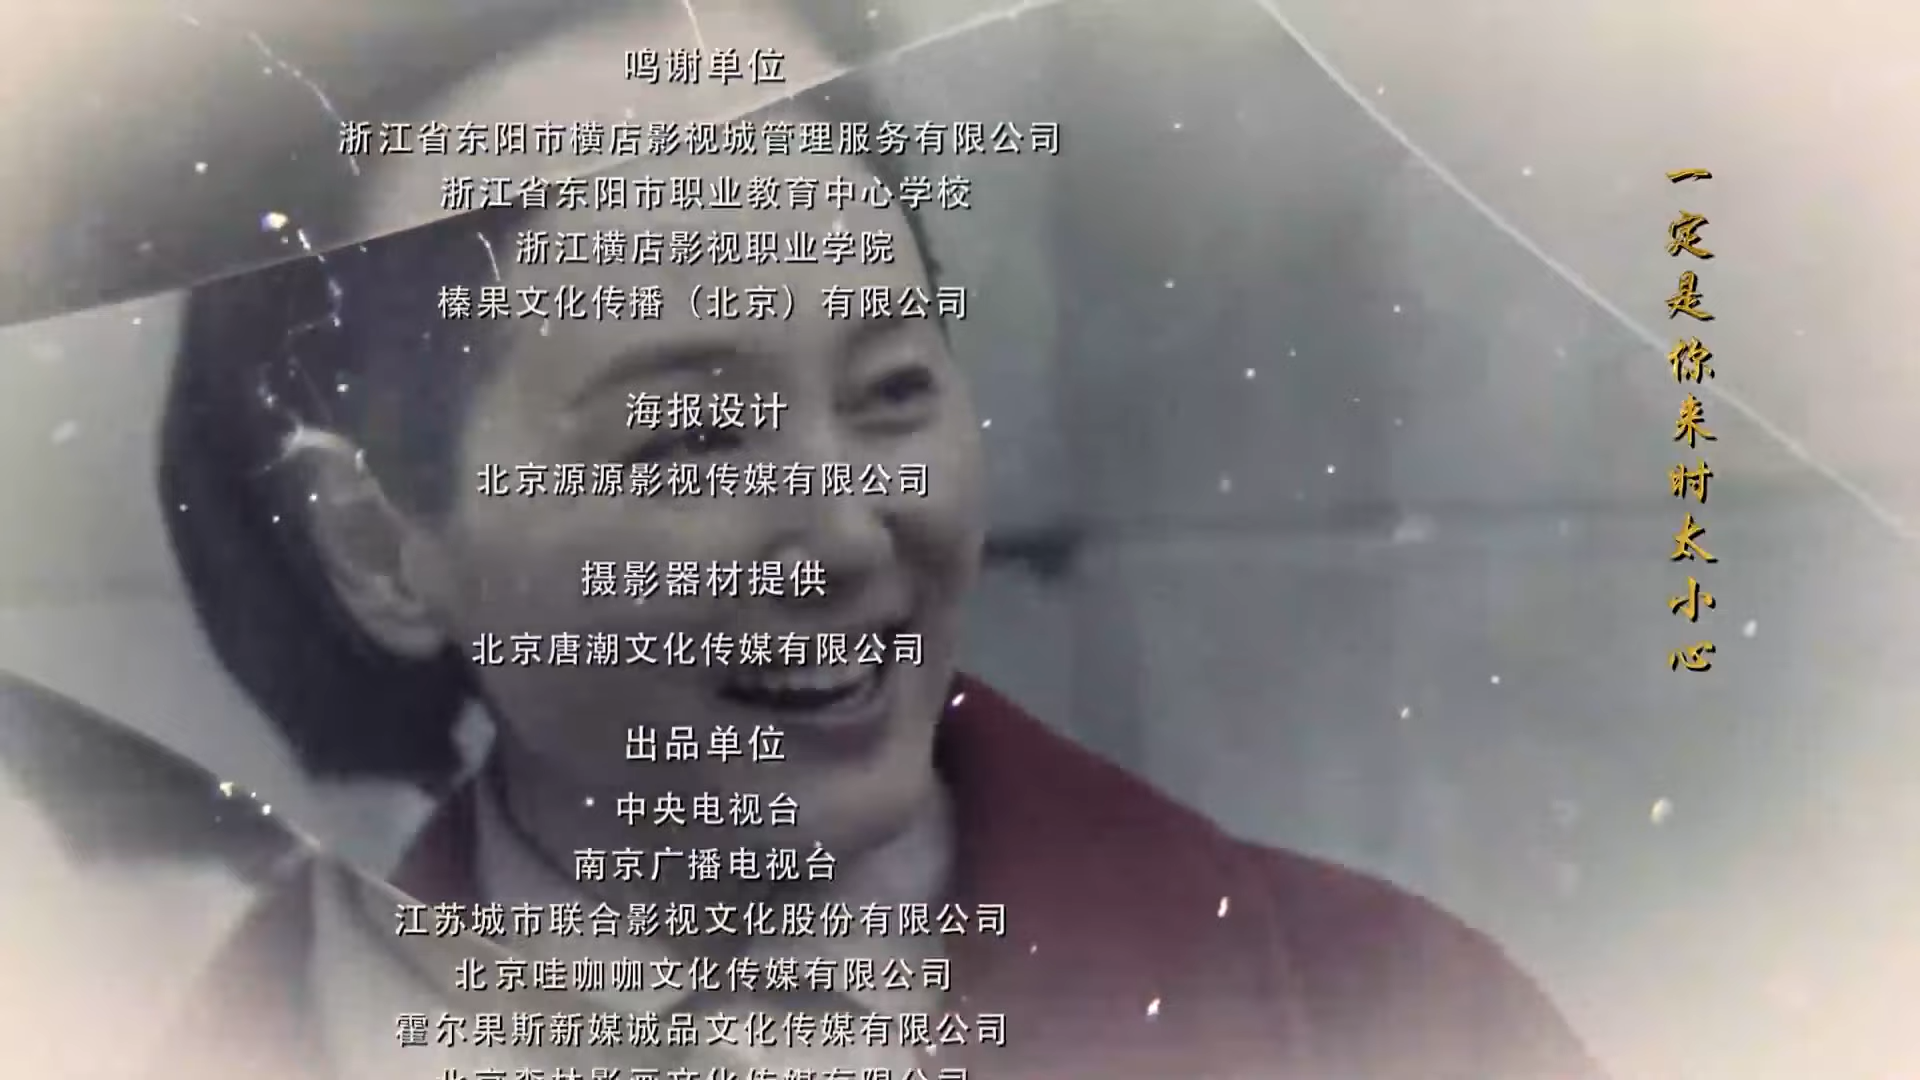 鸣谢单位
浙江省东阳市横店影视城管理服务有限公司
浙江省东阳市职业教育中心学校
浙江横店影视职业学院
榛果文化传播（北京）有限公司
海报设计
北京源源影视传媒有限公司
摄影器材提供
北京唐潮文化传媒有限公司
出品单位
中央电视台
南京广播电视台
江苏城市联合影视文化股份有限公司
北京哇咖咖文化传媒有限公司
霍尔果斯新媒诚品文化传媒有限公司
一定是你来时太小心